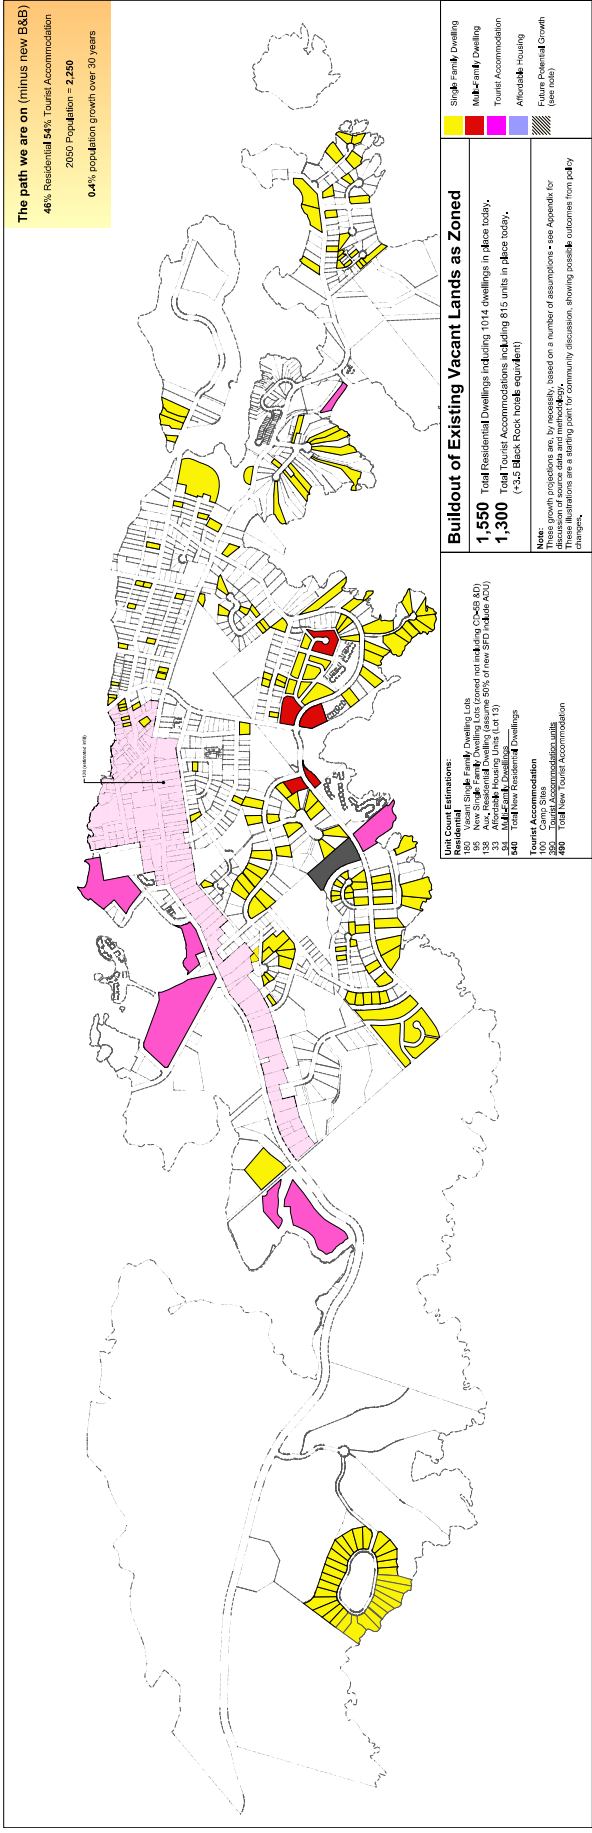 The path we are on (minus new B&B)
46% Residential 54% Tourist Accommodation
2050 Population = 2,250
0.4% population growth over 30 years
Unit Count Estimations:
Residential
180 Vacant Single Family Dwelling Lots
95 New Single Family Dwelling Lots (zoned not including CD-5B &D)
138 Aux. Residential Dwelling (assume 50% of new SFD include ADU)
33 Affordable Housing Units (Lot 13)
94 Multi-Family Dwellings
540 Total New Residential Dwellings
Tourist Accommodation
100 Camp Sites
390 Tourist Accommodation units
490 Total New Tourist Accommodation
Buildout of Existing Vacant Lands as Zoned
1,550 Total Residential Dwellings including 1014 dwellings in place today.
1,300 Total Tourist Accommodations including 815 units in place today.
(+3.5 Black Rock hotels equivilent)
Note:
These growth projections are, by necessity, based on a number of assumptions - see Appendix for
discussion of source data and methodology.
These illustrations are a starting point for community discussion, showing possible outcomes from policy
changes.
Single Family Dwelling
Multi-Family Dwelling
Tourist Accommodation
Affordable Housing
Future Potential Growth
(see note)